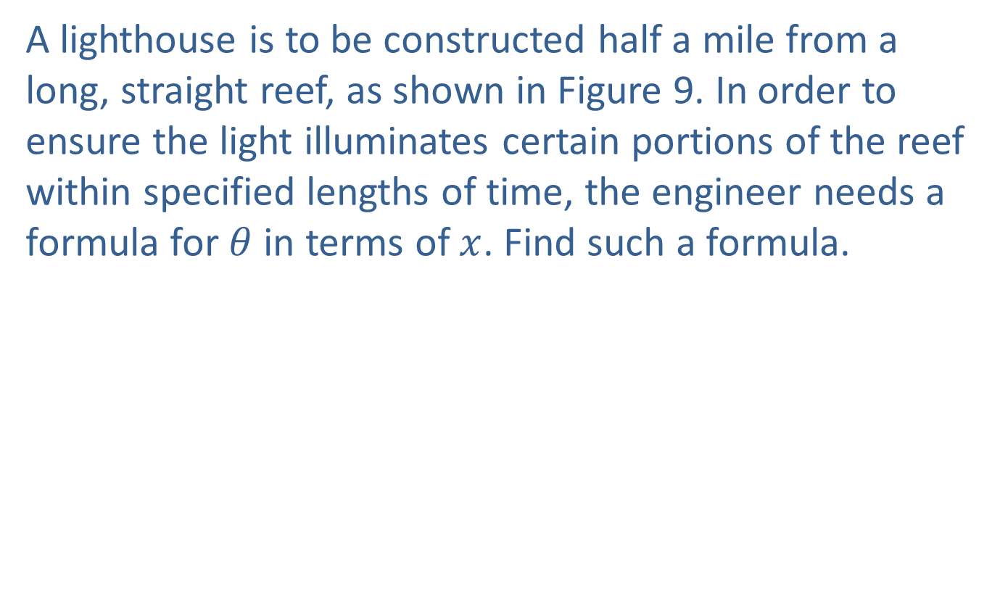 A lighthouse is to be constructed half a mile from a
long, straight reef, as shown in Figure 9. In order to
ensure the light illuminates certain portions of the reef
within specified lengths of time, the engineer needs a
formula for 𝜃 in terms of 𝑥. Find such a formula.